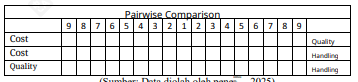 Pairwise Comparison
9 8 7 6 5 4 3 2 1 2 3 4 5 6 7 8 9
Cost Quality
Cost Handling
Quality Handling
(Sumber: Data diolah oleh 2025)